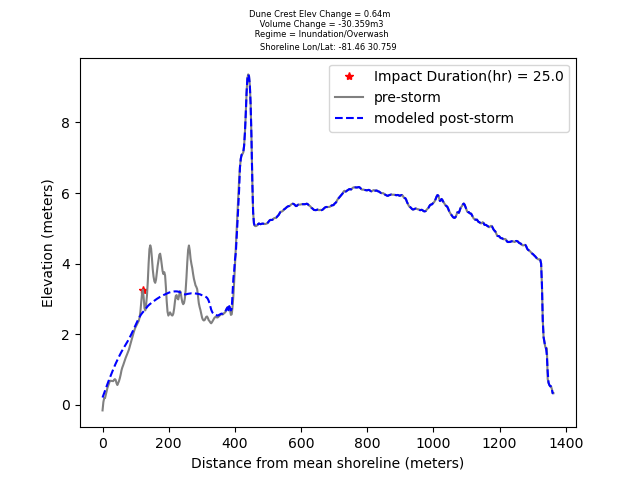 Dune Crest Elev Change = 0.64m
Volume Change = -30.359m3
Regime = Inundation/Overwash
Shoreline Lon/Lat: -81.46 30.759
Impact Duration(hr) = 25.0
pre-storm
modeled post-storm
Elevation (meters)
8
6
4
2
0
0 200 400 600 800 1000 1200 1400
Distance from mean shoreline (meters)